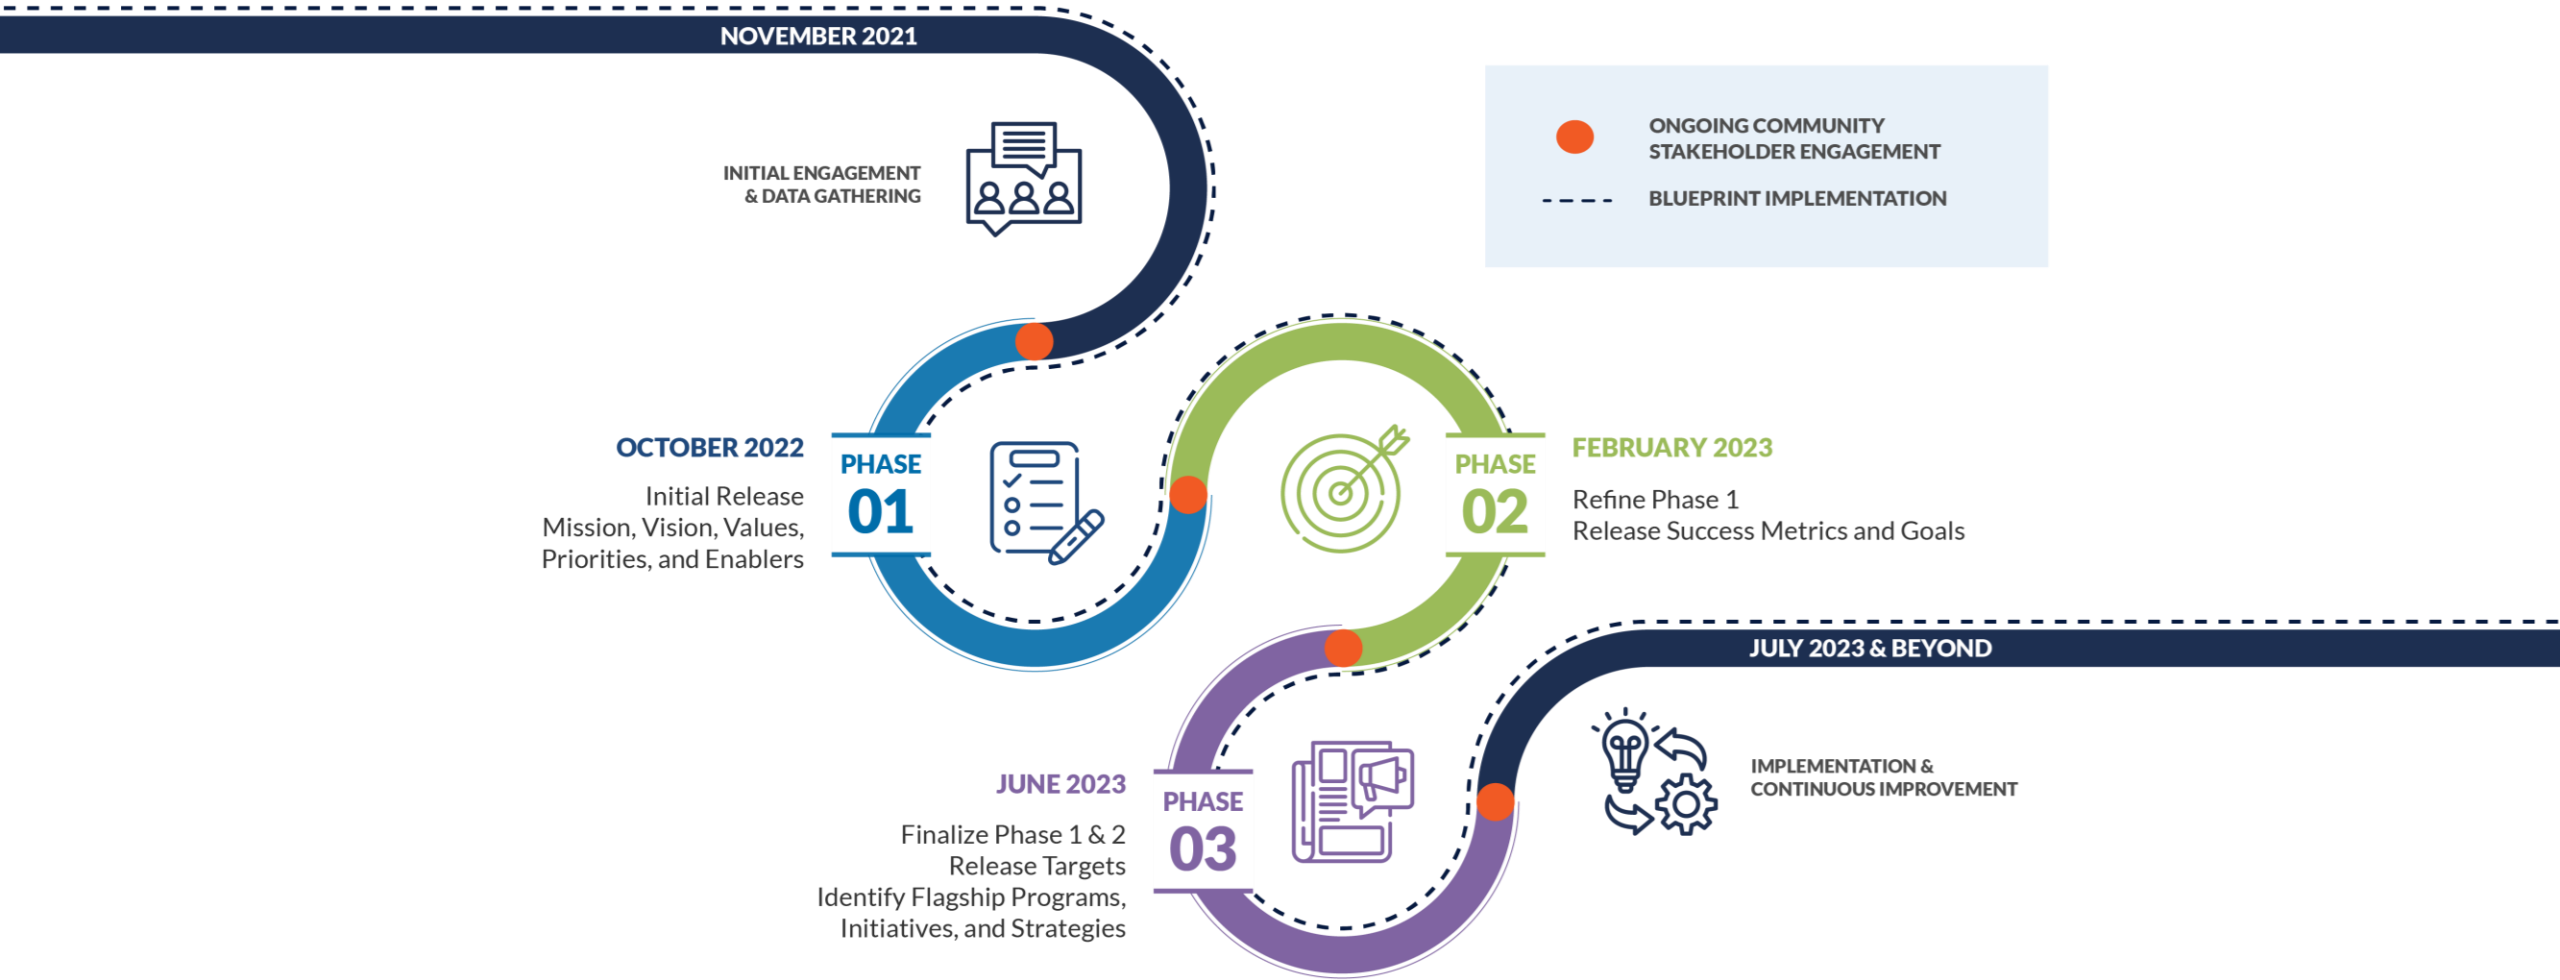 NOVEMBER 2021
INITIAL ENGAGEMENT
& DATA GATHERING
ONGOING COMMUNITY
STAKEHOLDER ENGAGEMENT
BLUEPRINT IMPLEMENTATION
OCTOBER 2022
Initial Release
Mission, Vision, Values,
Priorities, and Enablers
PHASE
01
PHASE
02
FEBRUARY 2023
Refine Phase 1
Release Success Metrics and Goals
JUNE 2023
Finalize Phase 1 & 2
Release Targets
Identify Flagship Programs,
Initiatives, and Strategies
PHASE
03
JULY 2023 & BEYOND
IMPLEMENTATION &
CONTINUOUS IMPROVEMENT